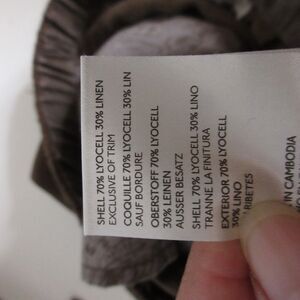 SHELL 70% LYOCELL 30% LINEN
EXCLUSIVE OF TRIM
COQUILLE 70% LYOCELL 30% LIN
SAUF BORDURE
OBERSTOFF 70% LYOCELL
30% LEINEN
AUSSER BESATZ
SHELL 70% LYOCELL 30% LINO
TRANNE LA FINITURA
EXTERIOR 70% LYOCELL
30% LINO
RIBETES
IN CAMBODIA